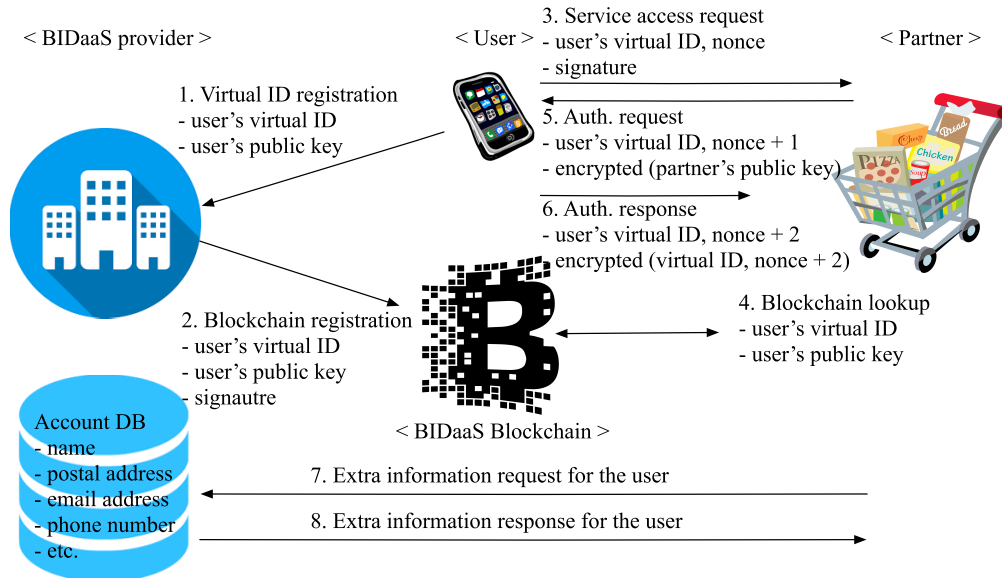 < BIDaaS provider >
< User >
< Partner >
1. Virtual ID registration
- user's virtual ID
- user's public key
3. Service access request
- user's virtual ID, nonce
- signature
5. Auth. request
- user's virtual ID, nonce + 1
- encrypted (partner's public key)
6. Auth. response
- user's virtual ID, nonce + 2
- encrypted (virtual ID, nonce + 2)
Cheap
Bread
Chicken
PIZZA
Soup
2. Blockchain registration
- user's virtual ID
- user's public key
- signautre
B
< BIDaaS Blockchain >
4. Blockchain lookup
- user's virtual ID
- user's public key
Account DB
- name
- postal address
- email address
- phone number
- etc.
7. Extra information request for the user
8. Extra information response for the user